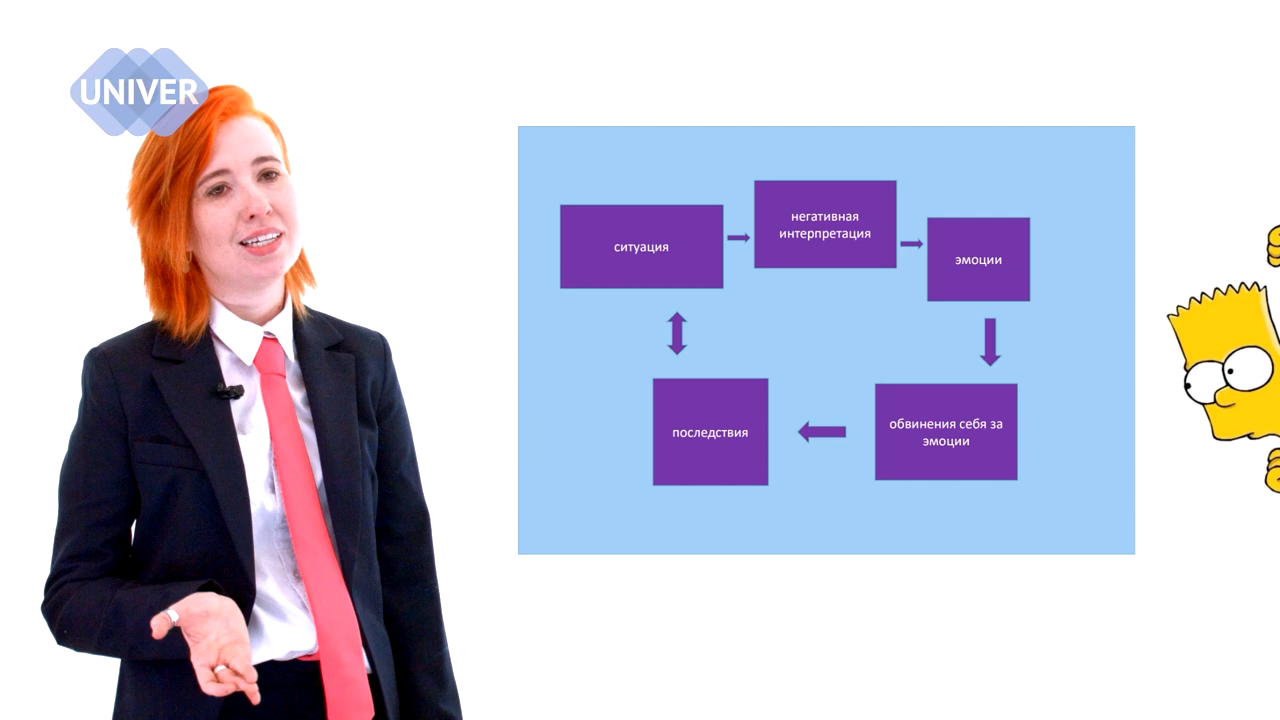 UNIVER
ситуация
негативная
интерпретация
эмоции
обвинения себя за
эмоции
последствия